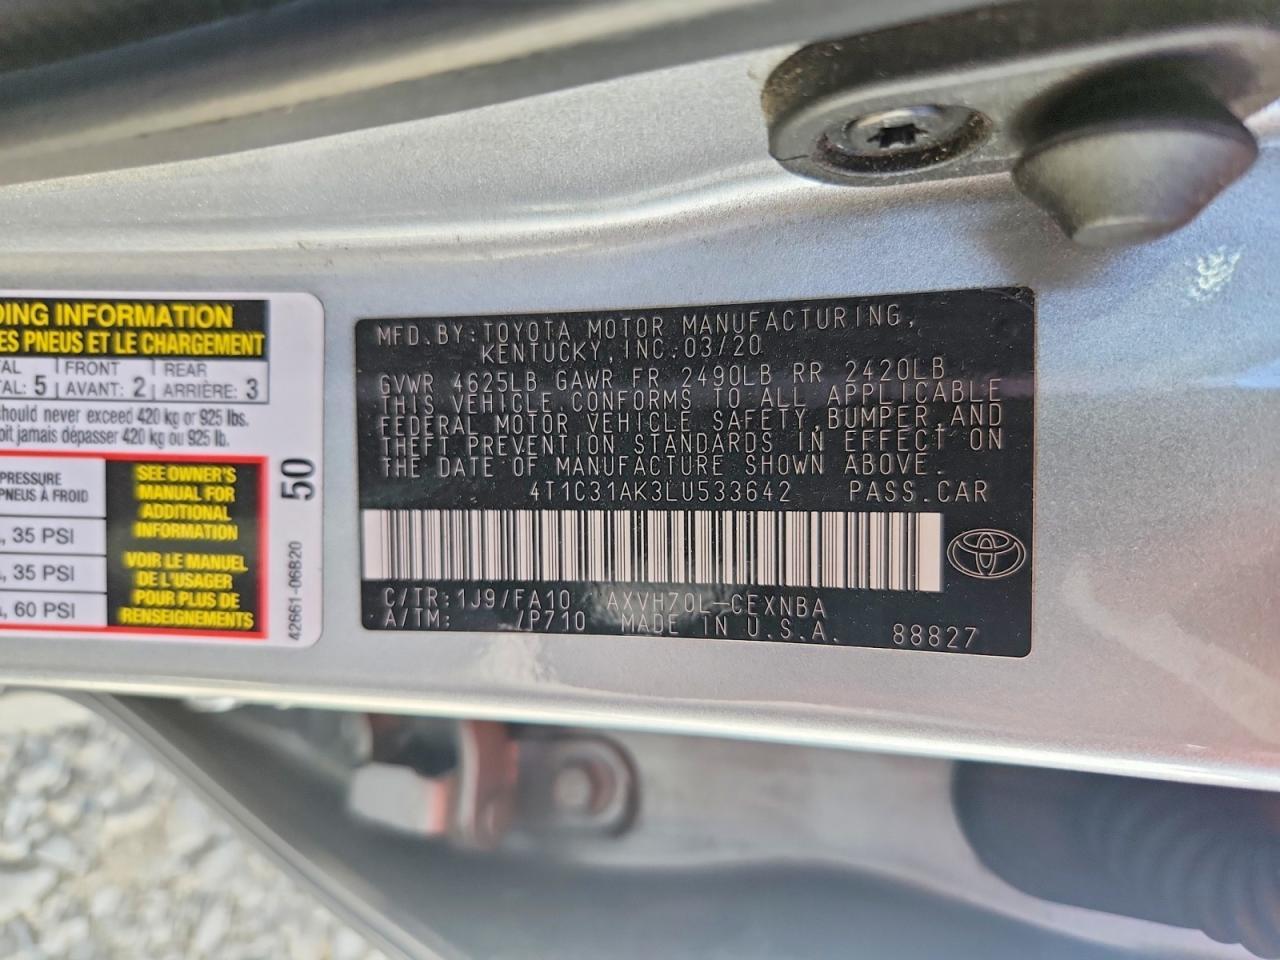 DING INFORMATION
ES PNEUS ET LE CHARGEMENT
TAL FRONT REAR
TAL: 5 AVANT: 2 ARRIÈRE: 3
should never exceed 420 kg or 925 lbs.
oit jamais dépasser 420 kg ou 925 lb.
PRESSURE
PNEUS À FROID
, 35 PSI
, 35 PSI
, 60 PSI
SEE OWNER'S
MANUAL FOR
ADDITIONAL
INFORMATION
VOIR LE MANUEL
DE L'USAGER
POUR PLUS DE
RENSEIGNEMENTS
50
42661-06B20
MFD. BY: TOYOTA MOTOR MANUFACTURING,
KENTUCKY, INC. 03/20
GVWR 4625LB GAWR FR 2490LB RR 2420LB
THIS VEHICLE CONFORMS TO ALL APPLICABLE
FEDERAL MOTOR VEHICLE SAFETY, BUMPER, AND
THEFT PREVENTION STANDARDS IN EFFECT ON
THE DATE OF MANUFACTURE SHOWN ABOVE.
4T1C31AK3LU533642 PASS. CAR
C/TR: 1J9/FA10 AXVH70L-CEXNBA
A/TM: /P710 MADE IN U.S.A. 88827